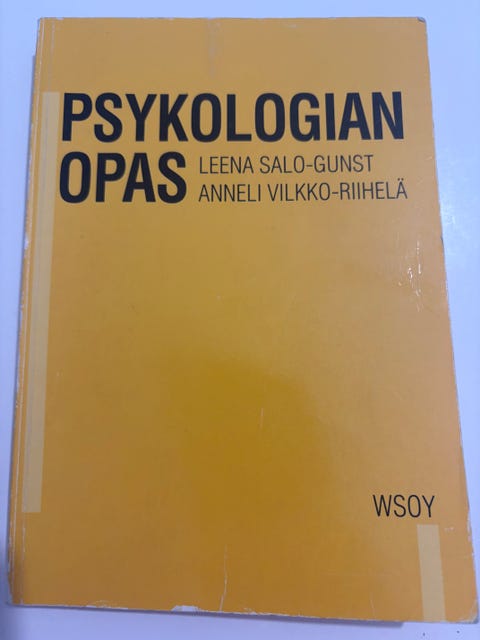 PSYKOLOGIAN
OPAS
LEENA SALO-GUNST
ANNELI VILKKO-RIIHELÄ
WSOY